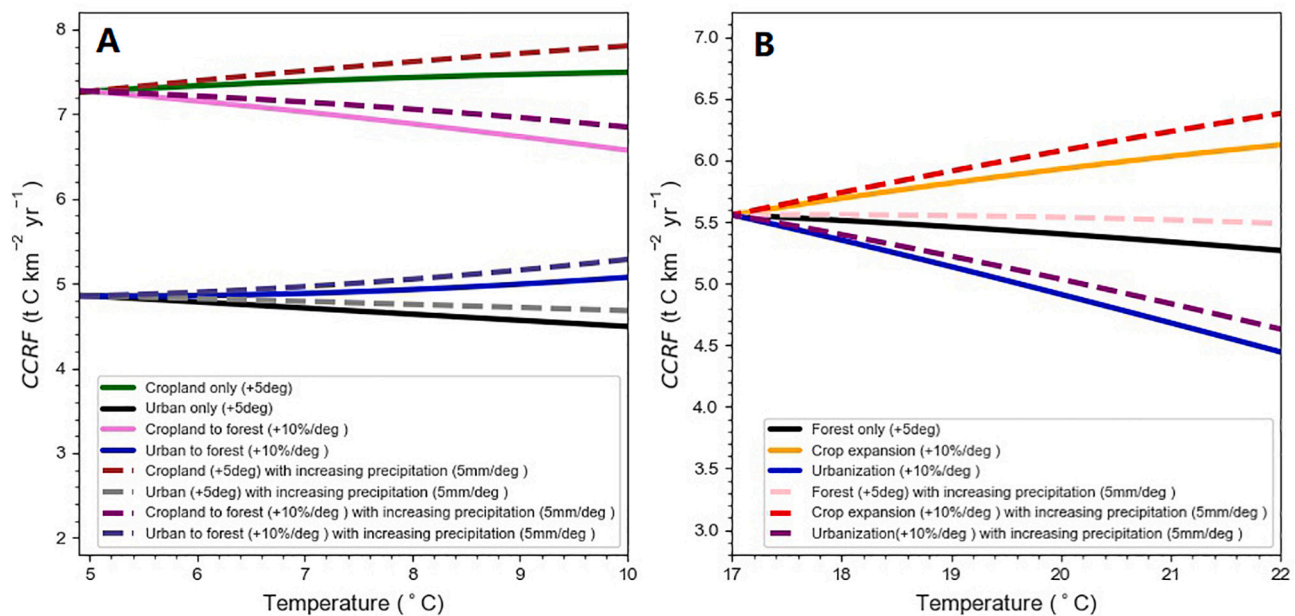 A
CCRF (t C km−2 yr−1)
8
7
6
5
4
3
2
Cropland only (+5deg)
Urban only (+5deg)
Cropland to forest (+10%/deg )
Urban to forest (+10%/deg )
Cropland (+5deg) with increasing precipitation (5mm/deg )
Urban (+5deg) with increasing precipitation (5mm/deg )
Cropland to forest (+10%/deg ) with increasing precipitation (5mm/deg )
Urban to forest (+10%/deg ) with increasing precipitation (5mm/deg )
5 6 7 8 9 10
Temperature ( °C)
B
CCRF (t C km−2 yr−1)
7.0
6.5
6.0
5.5
5.0
4.5
4.0
3.5
3.0
Forest only (+5deg)
Crop expansion (+10%/deg )
Urbanization (+10%/deg )
Forest (+5deg) with increasing precipitation (5mm/deg )
Crop expansion (+10%/deg ) with increasing precipitation (5mm/deg )
Urbanization(+10%/deg ) with increasing precipitation (5mm/deg )
17 18 19 20 21 22
Temperature ( °C)